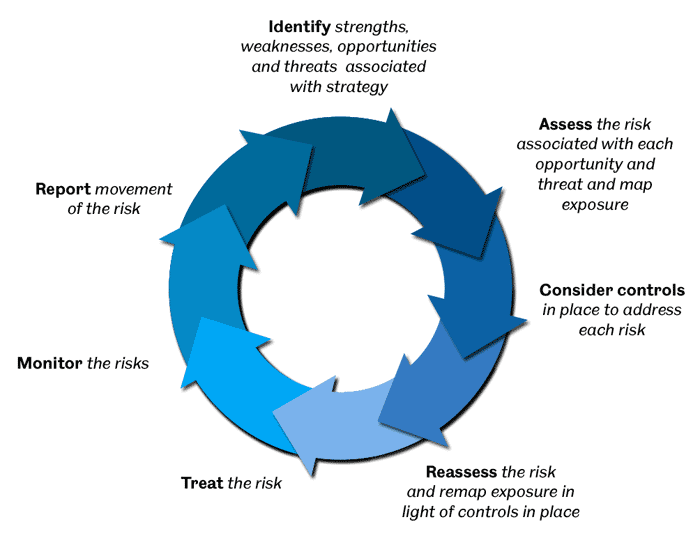 Identify strengths,
weaknesses, opportunities
and threats associated
with strategy
Assess the risk
associated with each
opportunity and
threat and map
exposure
Consider controls
in place to address
each risk
Reassess the risk
and remap exposure in
light of controls in place
Treat the risk
Monitor the risks
Report movement
of the risk